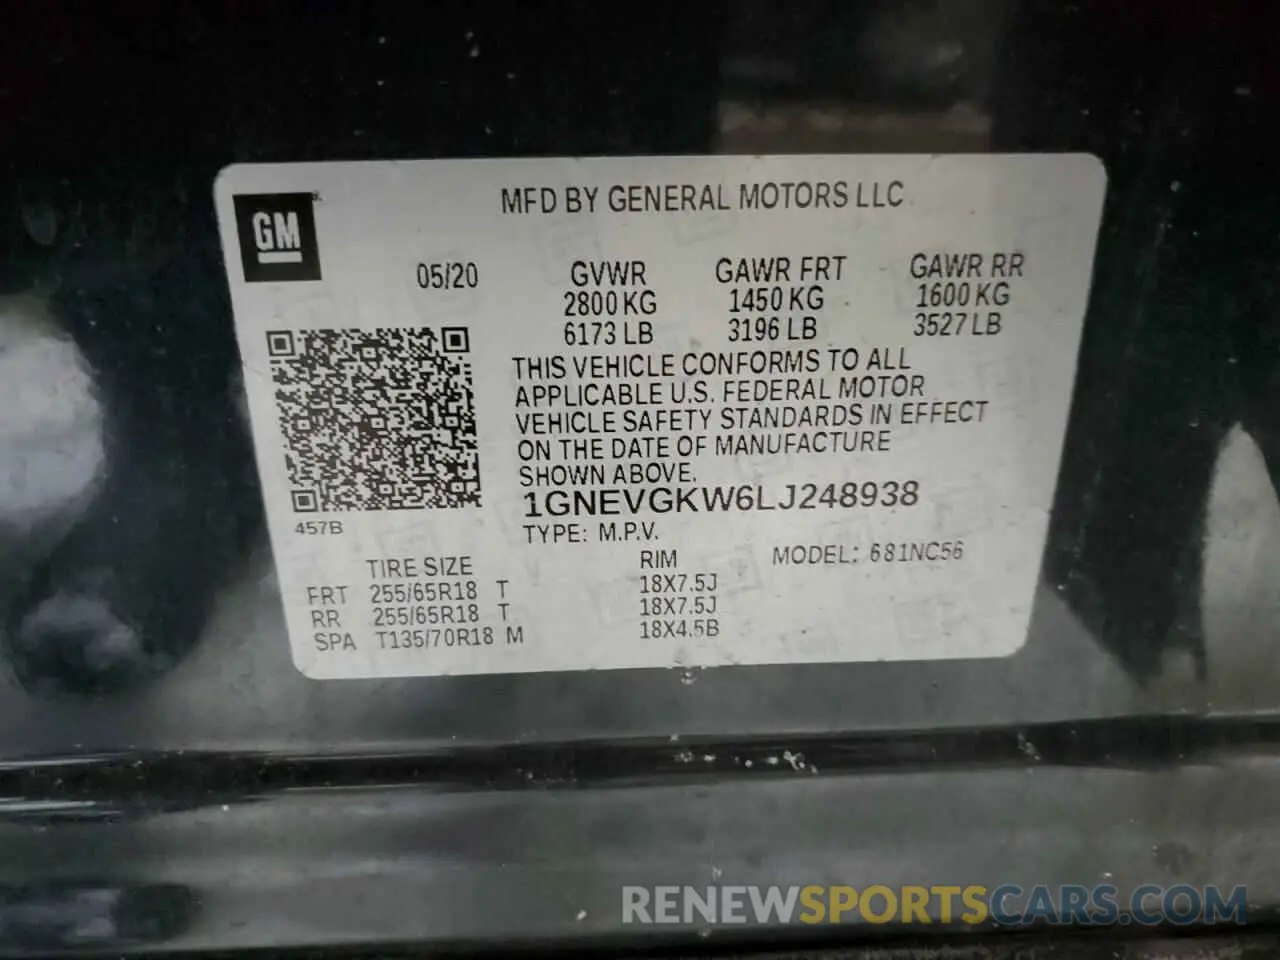 MFD BY GENERAL MOTORS LLC
GM
05/20 GVWR GAWR FRT GAWR RR
2800 KG 1450 KG 1600 KG
6173 LB 3196 LB 3527 LB
THIS VEHICLE CONFORMS TO ALL
APPLICABLE U.S. FEDERAL MOTOR
VEHICLE SAFETY STANDARDS IN EFFECT
ON THE DATE OF MANUFACTURE
SHOWN ABOVE.
1GNEVGKW6LJ248938
457B
TYPE: M.P.V.
TIRE SIZE RIM MODEL: 681NC56
FRT 255/65R18 T 18X7.5J
RR 255/65R18 T 18X7.5J
SPA T135/70R18 M 18X4.5B
RENEWSPORTSCARS.COM